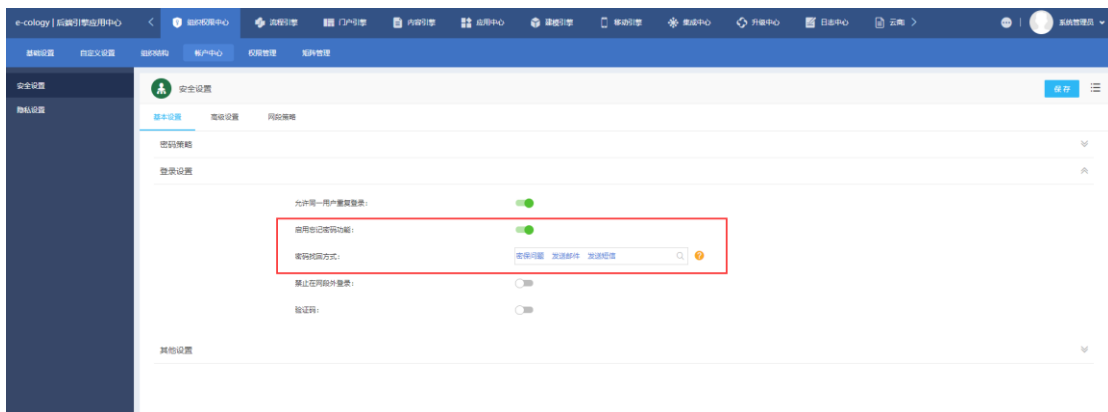 e-cology | 后端引擎应用中心 组织权限中心 流程引擎 门户引擎 内容引擎 应用中心 建模引擎 移动引擎 集成中心 升级中心 日志中心 云商 系统管理员
基础设置 自定义设置 组织结构 帐户中心 权限管理 矩阵管理
安全设置
隐私设置
安全设置 保存
基本设置 高级设置 网段策略
密码策略
登录设置
允许同一用户重复登录：
启用忘记密码功能：
密码找回方式： 密保问题 发送邮件 发送短信
禁止在网段外登录：
验证码：
其他设置